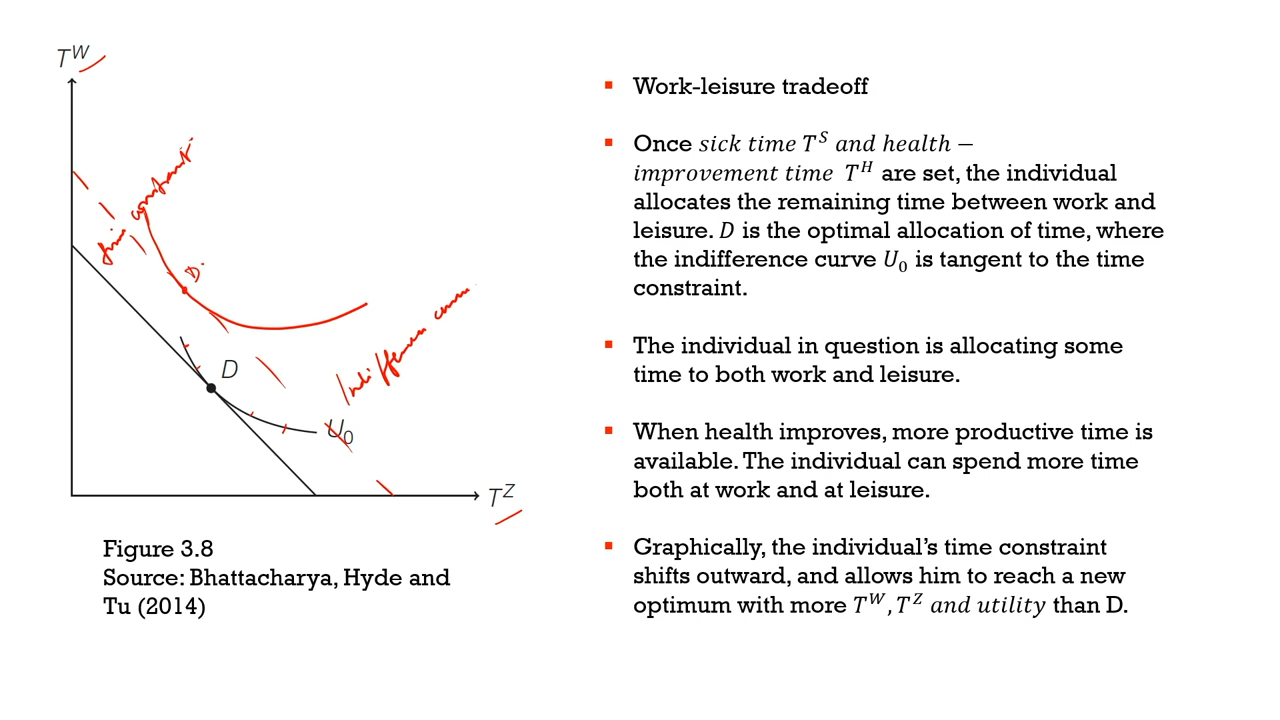 T^W
D
D'
Indifference curve
U₀
T^Z
Figure 3.8
Source: Bhattacharya, Hyde and
Tu (2014)
▪ Work-leisure tradeoff
▪ Once sick time T^S and health −
improvement time T^H are set, the individual
allocates the remaining time between work and
leisure. D is the optimal allocation of time, where
the indifference curve U₀ is tangent to the time
constraint.
▪ The individual in question is allocating some
time to both work and leisure.
▪ When health improves, more productive time is
available. The individual can spend more time
both at work and at leisure.
▪ Graphically, the individual’s time constraint
shifts outward, and allows him to reach a new
optimum with more T^W, T^Z and utility than D.